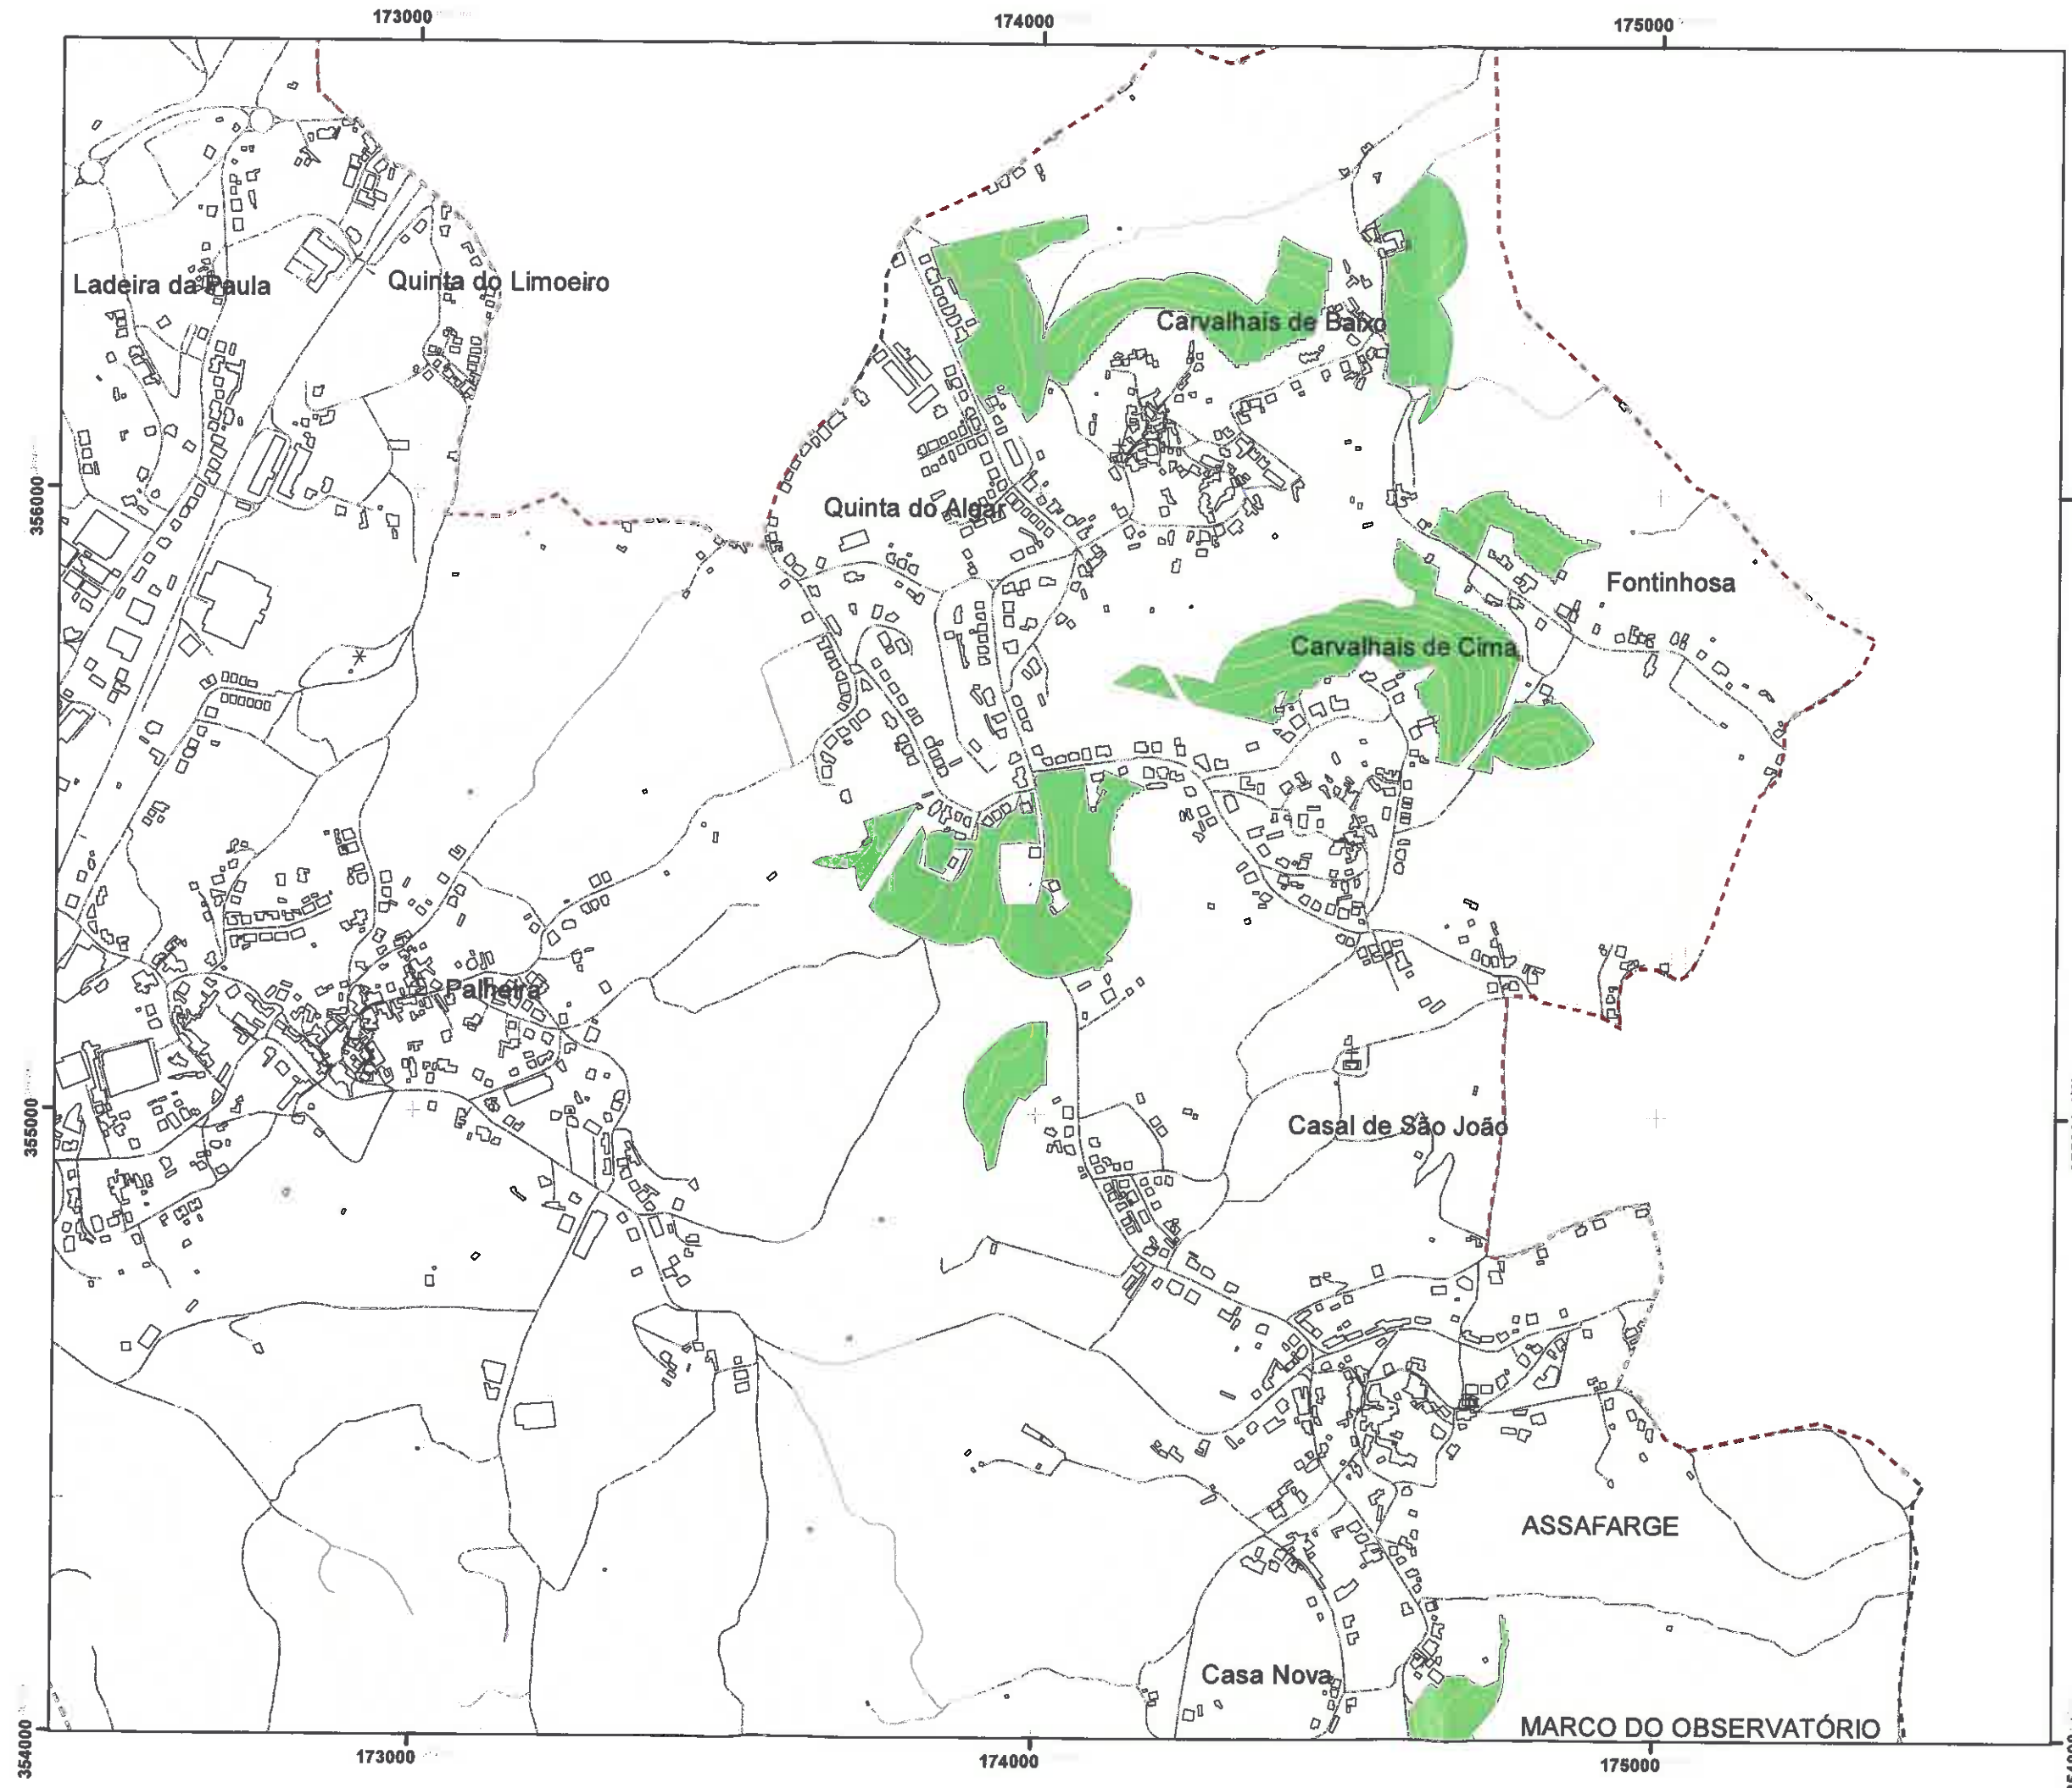 173000
174000
175000
Ladeira da Paula
Quinta do Limoeiro
Carvalhais de Baixo
356000
Quinta do Algar
Fontinhosa
Carvalhais de Cima
Palheira
355000
Casal de São João
ASSAFARGE
Casa Nova
MARCO DO OBSERVATÓRIO
354000
173000
174000
175000